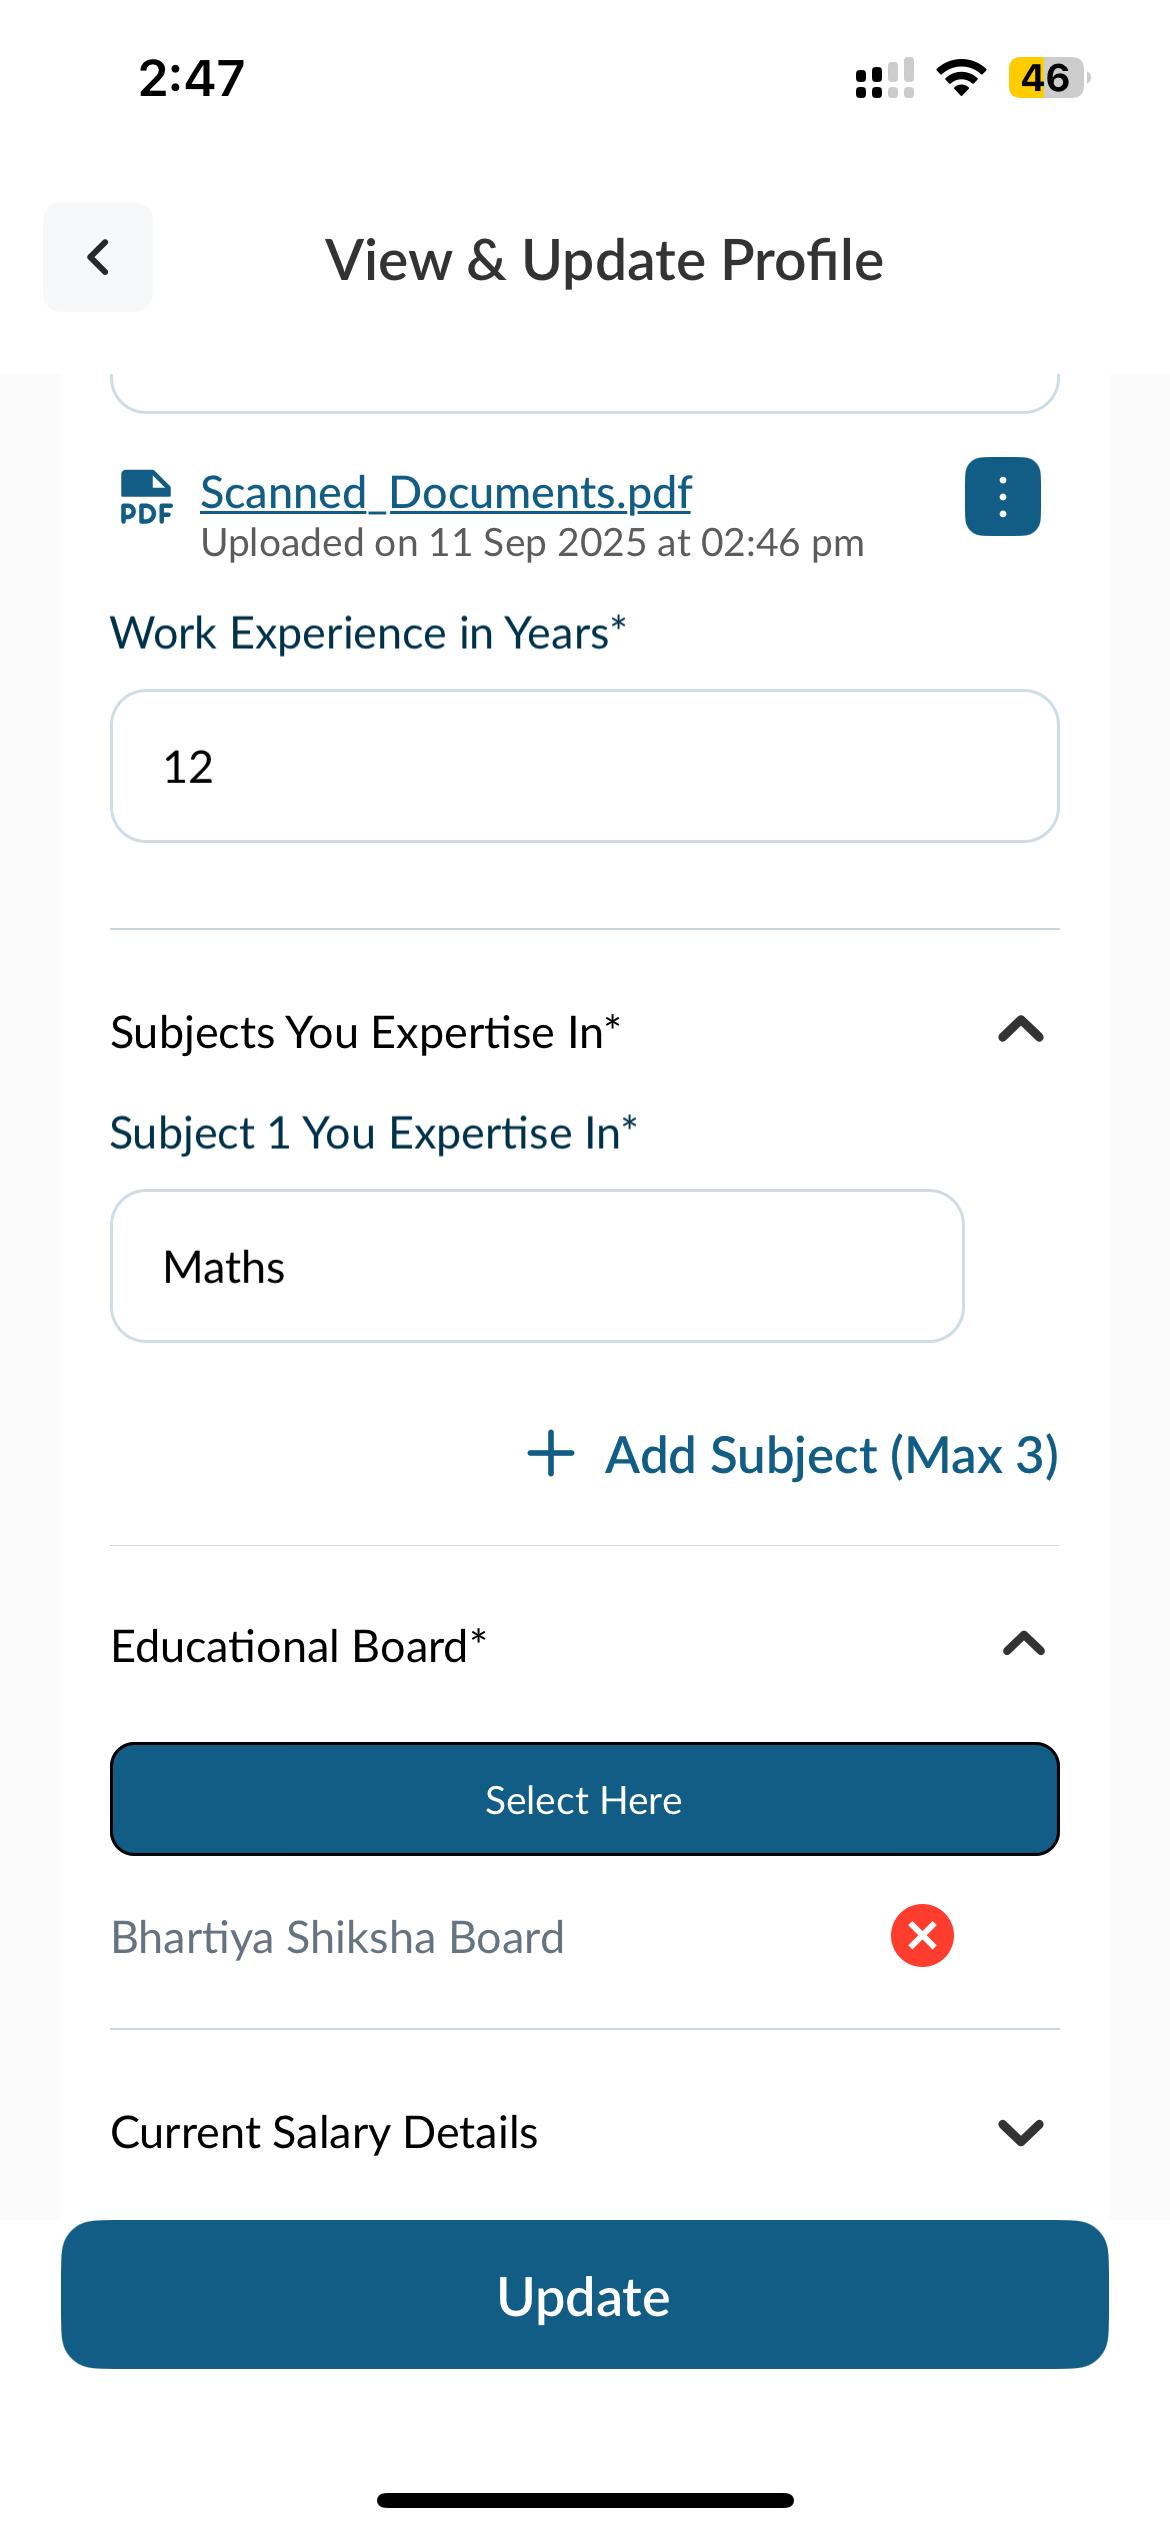 2:47
46
View & Update Profile
PDF
Scanned_Documents.pdf
Uploaded on 11 Sep 2025 at 02:46 pm
Work Experience in Years*
12
Subjects You Expertise In*
Subject 1 You Expertise In*
Maths
+ Add Subject (Max 3)
Educational Board*
Select Here
Bhartiya Shiksha Board
Current Salary Details
Update